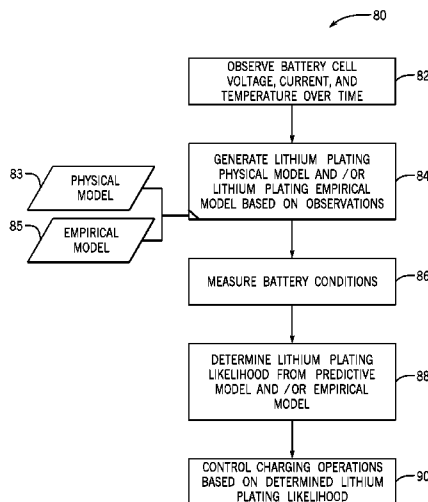 80
OBSERVE BATTERY CELL
VOLTAGE, CURRENT, AND
TEMPERATURE OVER TIME
82
83
PHYSICAL
MODEL
85
EMPIRICAL
MODEL
GENERATE LITHIUM PLATING
PHYSICAL MODEL AND /OR
LITHIUM PLATING EMPIRICAL
MODEL BASED ON OBSERVATIONS
84
MEASURE BATTERY CONDITIONS
86
DETERMINE LITHIUM PLATING
LIKELIHOOD FROM PREDICTIVE
MODEL AND /OR EMPIRICAL
MODEL
88
CONTROL CHARGING OPERATIONS
BASED ON DETERMINED LITHIUM
PLATING LIKELIHOOD
90